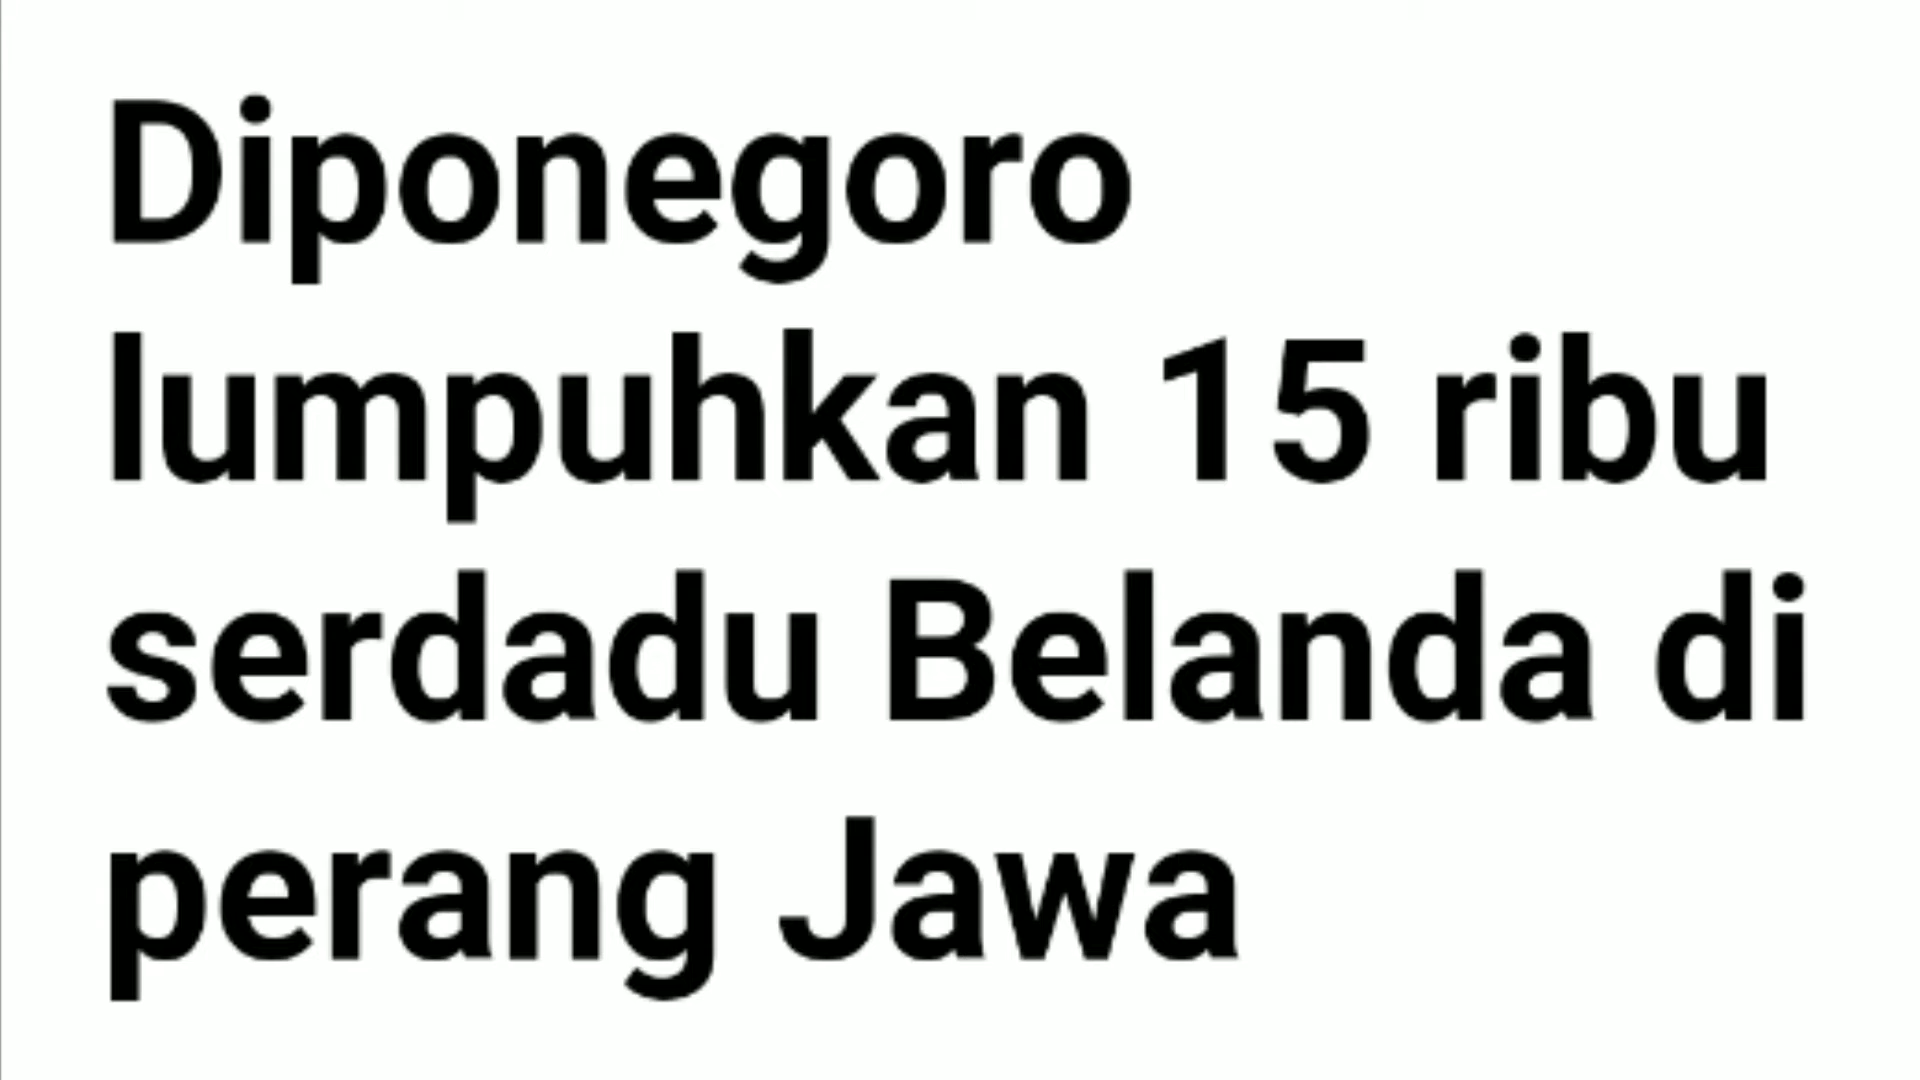 Diponegoro
lumpuhkan 15 ribu
serdadu Belanda di
perang Jawa